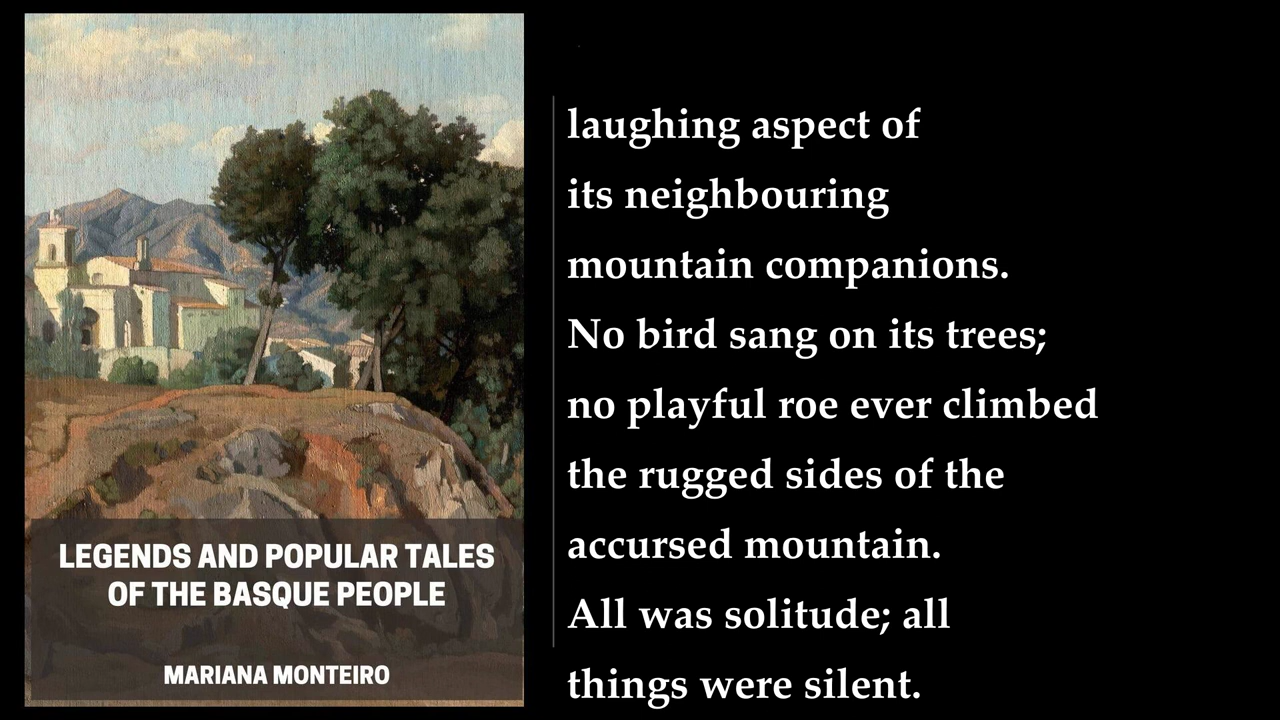 LEGENDS AND POPULAR TALES
OF THE BASQUE PEOPLE
MARIANA MONTEIRO
laughing aspect of
its neighbouring
mountain companions.
No bird sang on its trees;
no playful roe ever climbed
the rugged sides of the
accursed mountain.
All was solitude; all
things were silent.